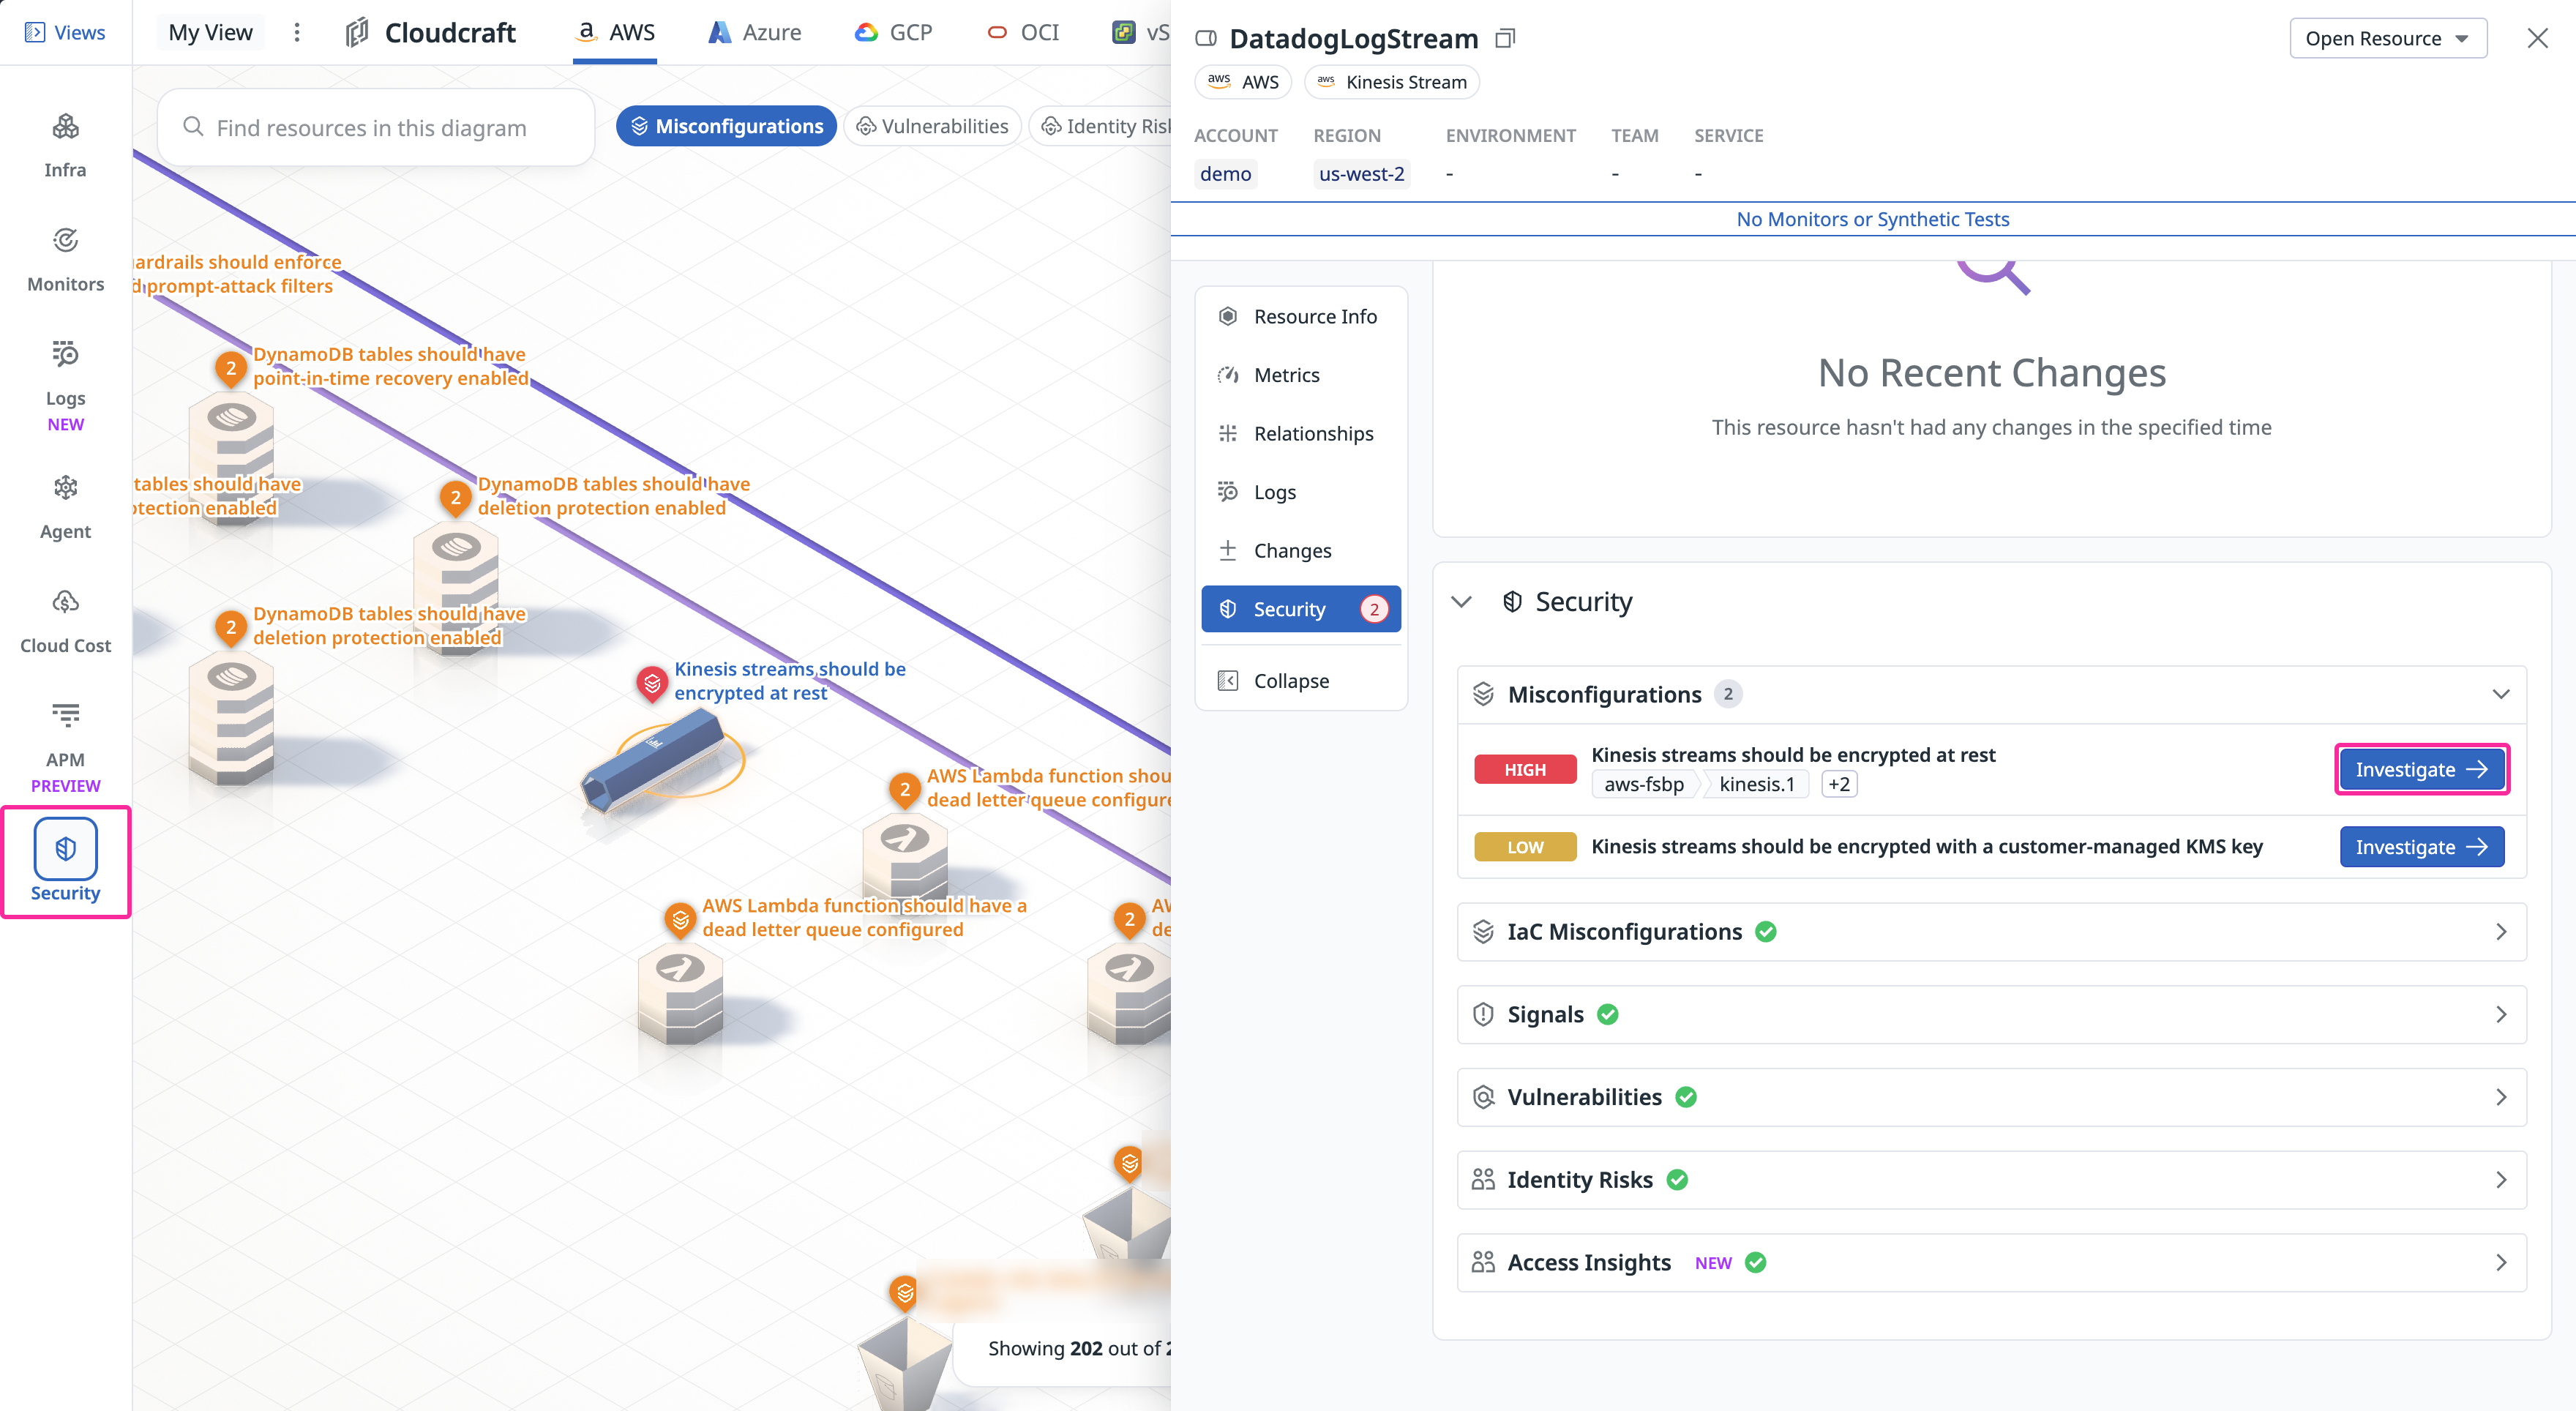 Views
My View
Cloudcraft
AWS
Azure
GCP
OCI
vS
Find resources in this diagram
Misconfigurations
Vulnerabilities
Identity Risk
Infra
Monitors
Logs
NEW
Agent
Cloud Cost
APM
PREVIEW
Security
ardrails should enforce
d prompt-attack filters
2
DynamoDB tables should have
point-in-time recovery enabled
tables should have
otection enabled
2
DynamoDB tables should have
deletion protection enabled
2
DynamoDB tables should have
deletion protection enabled
Kinesis streams should be
encrypted at rest
2
AWS Lambda function shou
dead letter queue configure
AWS Lambda function should have a
dead letter queue configured
2
AW
de
Showing 202 out of 2
DatadogLogStream
Open Resource
aws AWS
aws Kinesis Stream
ACCOUNT REGION ENVIRONMENT TEAM SERVICE
demo us-west-2 - - -
No Monitors or Synthetic Tests
Resource Info
Metrics
Relationships
Logs
Changes
Security 2
Collapse
No Recent Changes
This resource hasn't had any changes in the specified time
Security
Misconfigurations 2
HIGH
Kinesis streams should be encrypted at rest
aws-fsbp kinesis.1 +2
Investigate
LOW
Kinesis streams should be encrypted with a customer-managed KMS key
Investigate
IaC Misconfigurations
Signals
Vulnerabilities
Identity Risks
Access Insights NEW